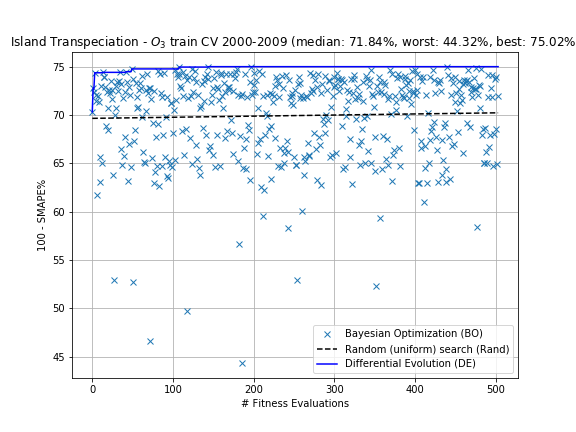 Island Transpeciation - O₃ train CV 2000-2009 (median: 71.84%, worst: 44.32%, best: 75.02%
75
70
65
60
55
50
45
100 - SMAPE%
Bayesian Optimization (BO)
Random (uniform) search (Rand)
Differential Evolution (DE)
0 100 200 300 400 500
# Fitness Evaluations